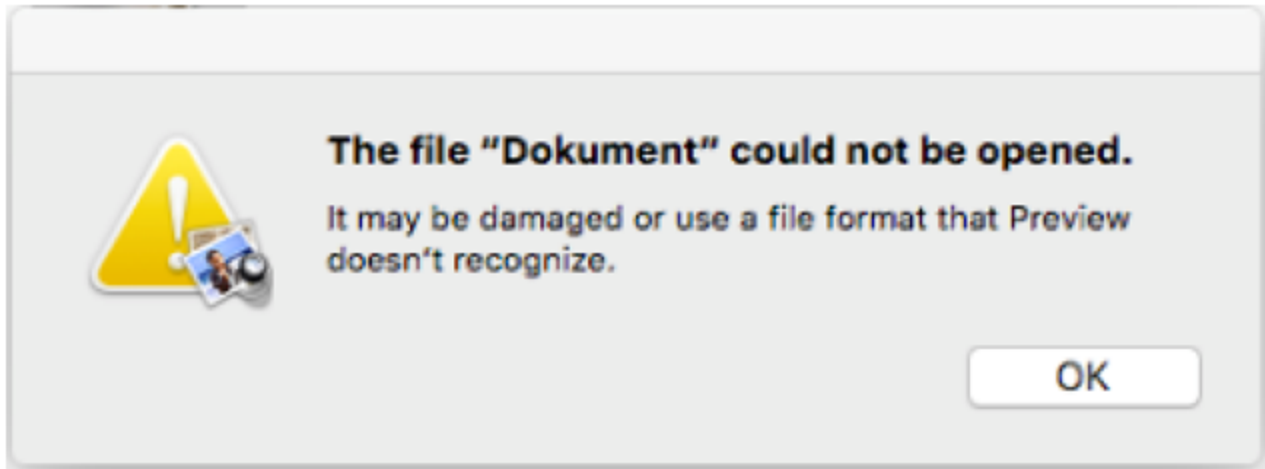 The file “Dokument” could not be opened.
It may be damaged or use a file format that Preview
doesn’t recognize.
OK